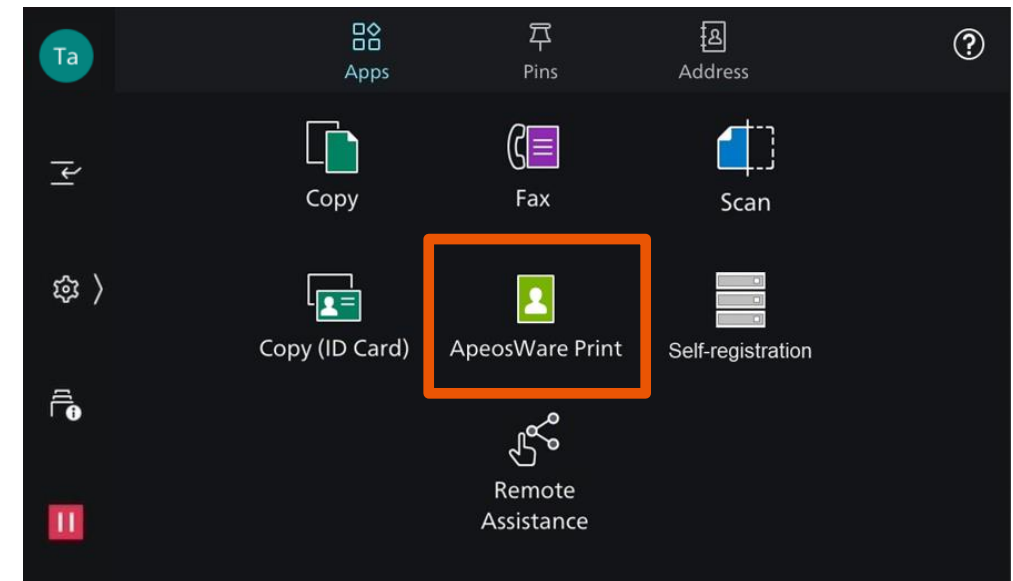 Ta
Apps
Pins
Address
?
Copy
Fax
Scan
Copy (ID Card)
ApeosWare Print
Self-registration
Remote
Assistance